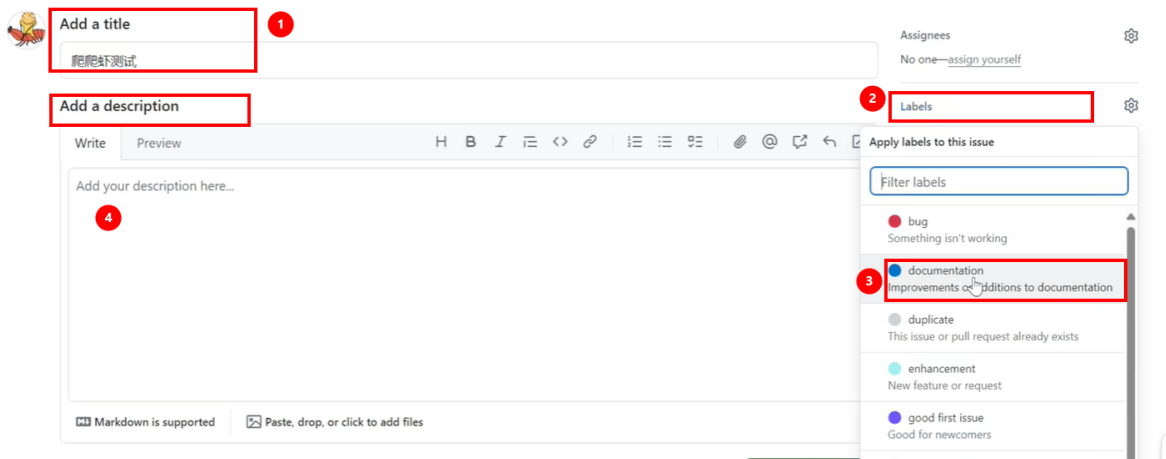 Add a title
1
爬爬虾测试
Add a description
Write
Preview
Add your description here...
4
Markdown is supported
Paste, drop, or click to add files
Assignees
No one—assign yourself
2
Labels
Apply labels to this issue
Filter labels
bug
Something isn't working
3
documentation
Improvements or additions to documentation
duplicate
This issue or pull request already exists
enhancement
New feature or request
good first issue
Good for newcomers